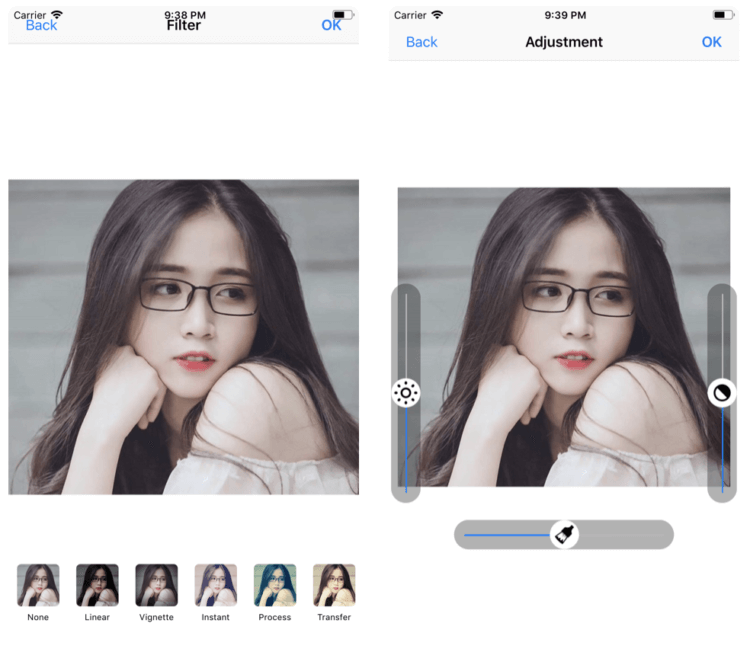 Carrier 9:38 PM
Back Filter OK
None Linear Vignette Instant Process Transfer
Carrier 9:39 PM
Back Adjustment OK